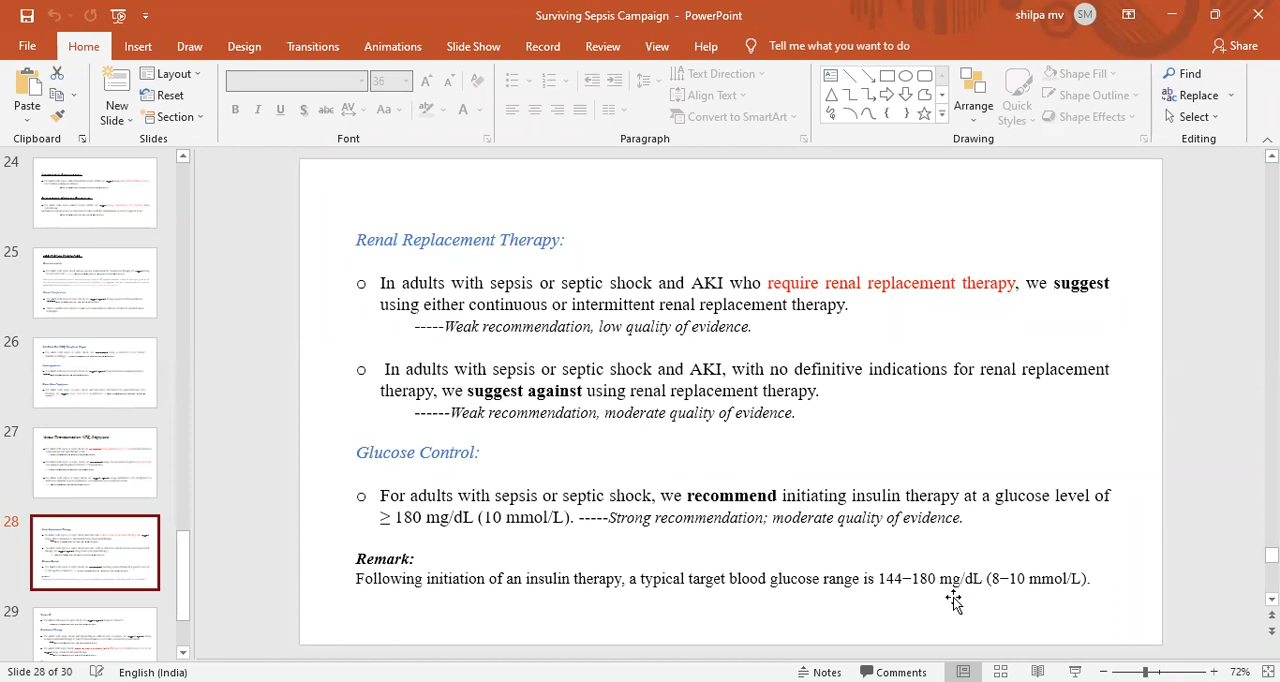 Surviving Sepsis Campaign - PowerPoint
shilpa mv SM
File Home Insert Draw Design Transitions Animations Slide Show Record Review View Help Tell me what you want to do Share
Paste
New Slide
Layout
Reset
Section
36
B I U S abc AV Aa A
Text Direction
Align Text
Convert to SmartArt
Arrange
Quick Styles
Shape Fill
Shape Outline
Shape Effects
Find
Replace
Select
Clipboard Slides Font Paragraph Drawing Editing
24
25
26
27
28
29
Renal Replacement Therapy:
o In adults with sepsis or septic shock and AKI who require renal replacement therapy, we suggest
using either continuous or intermittent renal replacement therapy.
-----Weak recommendation, low quality of evidence.
o In adults with sepsis or septic shock and AKI, with no definitive indications for renal replacement
therapy, we suggest against using renal replacement therapy.
------Weak recommendation, moderate quality of evidence.
Glucose Control:
o For adults with sepsis or septic shock, we recommend initiating insulin therapy at a glucose level of
≥ 180 mg/dL (10 mmol/L). -----Strong recommendation; moderate quality of evidence.
Remark:
Following initiation of an insulin therapy, a typical target blood glucose range is 144−180 mg/dL (8−10 mmol/L).
Slide 28 of 30 English (India) Notes Comments 72%